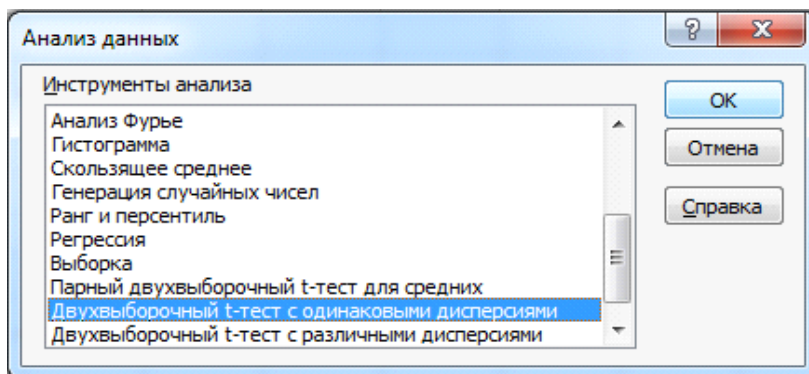 Анализ данных
Инструменты анализа
Анализ Фурье
Гистограмма
Скользящее среднее
Генерация случайных чисел
Ранг и персентиль
Регрессия
Выборка
Парный двухвыборочный t-тест для средних
Двухвыборочный t-тест с одинаковыми дисперсиями
Двухвыборочный t-тест с различными дисперсиями
OK
Отмена
Справка